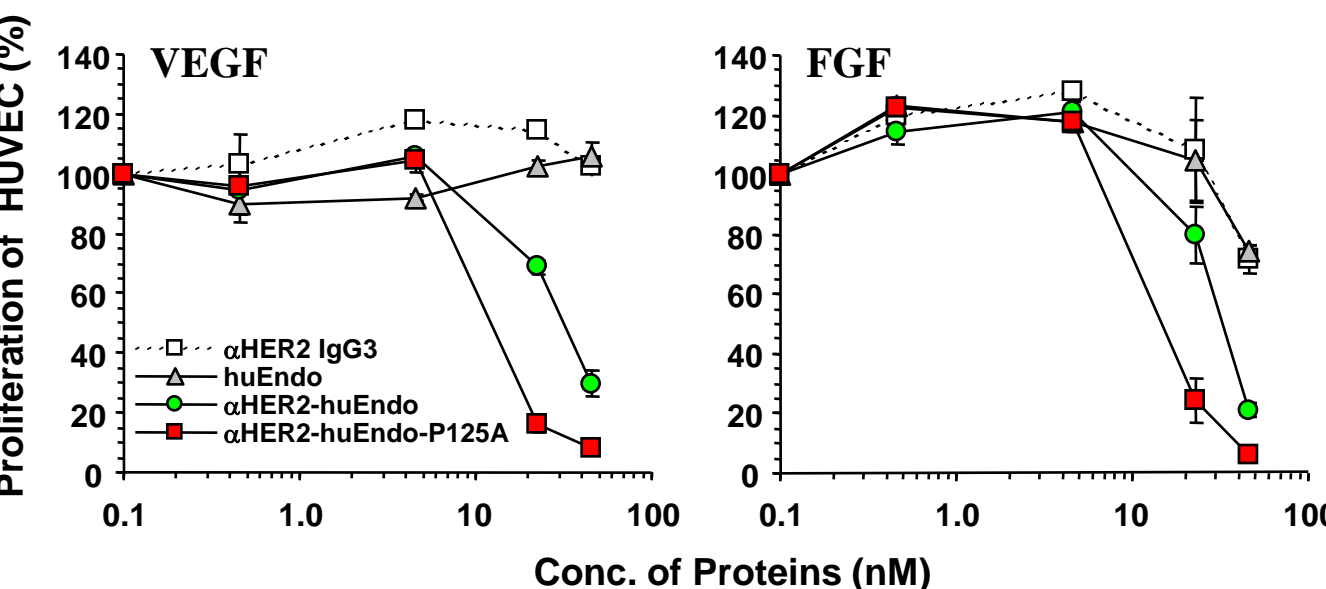 Proliferation of HUVEC (%)
VEGF
140
120
100
80
60
40
20
0
αHER2 IgG3
huEndo
αHER2-huEndo
αHER2-huEndo-P125A
0.1 1.0 10 100
FGF
140
120
100
80
60
40
20
0
0.1 1.0 10 100
Conc. of Proteins (nM)